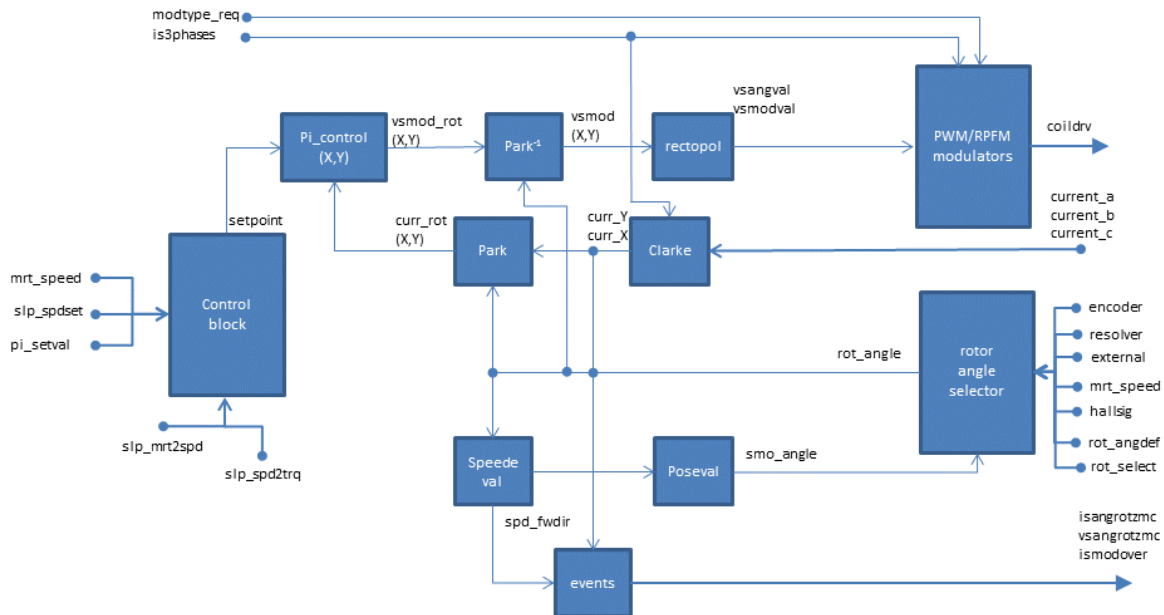 modtype_req
is3phases
vsangval
vsmodval
vsmod_rot
(X,Y)
vsmod
(X,Y)
Pi_control
(X,Y)
Park⁻¹
rectopol
PWM/RPFM
modulators
coildrv
current_a
current_b
current_c
setpoint
curr_rot
(X,Y)
Park
curr_Y
curr_X
Clarke
mrt_speed
slp_spdset
pi_setval
Control
block
slp_mrt2spd
slp_spd2trq
rot_angle
rotor
angle
selector
encoder
resolver
external
mrt_speed
hallsig
rot_angdef
rot_select
Speede
val
Poseval
smo_angle
spd_fwdir
events
isangrotzmc
vsangrotzmc
ismodover